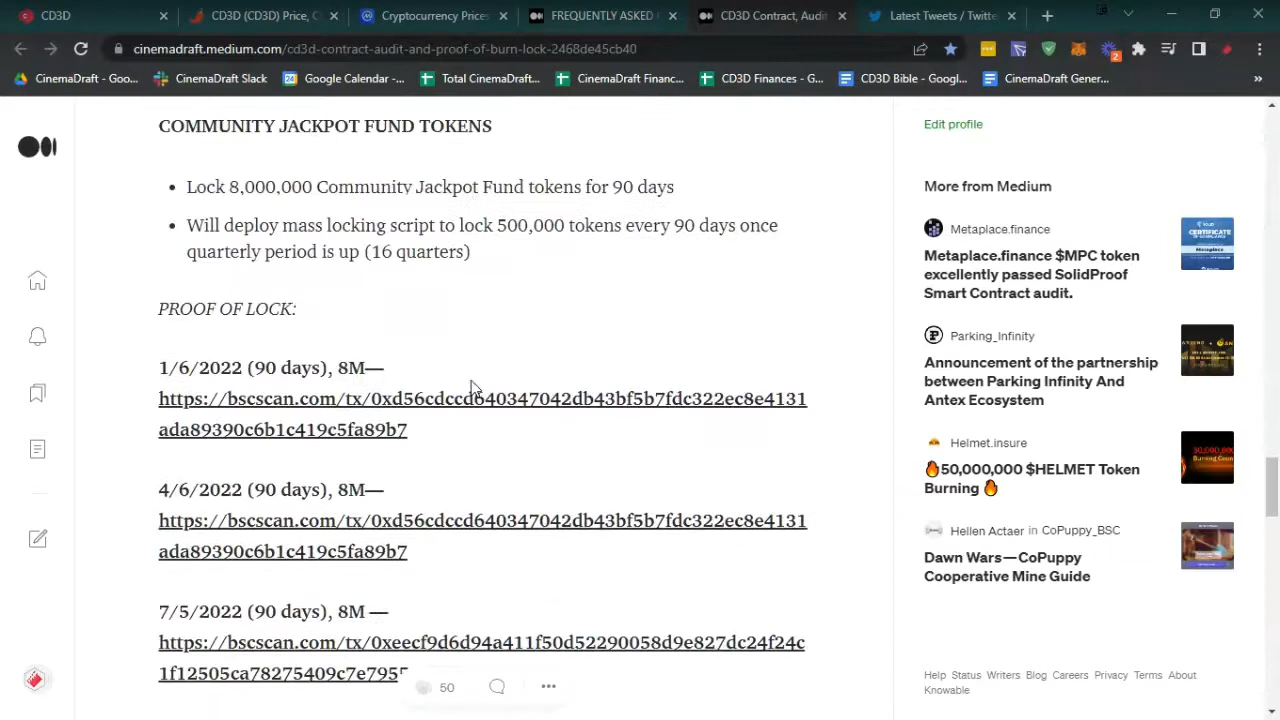 CD3D
CD3D (CD3D) Price, C
Cryptocurrency Prices
FREQUENTLY ASKED
CD3D Contract, Audit
Latest Tweets / Twitte
cinemadraft.medium.com/cd3d-contract-audit-and-proof-of-burn-lock-2468de45cb40
2
CinemaDraft - Goo...
CinemaDraft Slack
Google Calendar -...
Total CinemaDraft...
CinemaDraft Financ...
CD3D Finances - G...
CD3D Bible - Googl...
CinemaDraft Gener...
»
COMMUNITY JACKPOT FUND TOKENS
• Lock 8,000,000 Community Jackpot Fund tokens for 90 days
• Will deploy mass locking script to lock 500,000 tokens every 90 days once
quarterly period is up (16 quarters)
PROOF OF LOCK:
1/6/2022 (90 days), 8M—
https://bscscan.com/tx/0xd56cdccd640347042db43bf5b7fdc322ec8e4131
ada89390c6b1c419c5fa89b7
4/6/2022 (90 days), 8M—
https://bscscan.com/tx/0xd56cdccd640347042db43bf5b7fdc322ec8e4131
ada89390c6b1c419c5fa89b7
7/5/2022 (90 days), 8M —
https://bscscan.com/tx/0xeecf9d6d94a411f50d52290058d9e827dc24f24c
1f12505ca78275409c7e7955
50
Edit profile
More from Medium
Metaplace.finance
Metaplace.finance $MPC token
excellently passed SolidProof
Smart Contract audit.
Parking_Infinity
Announcement of the partnership
between Parking Infinity And
Antex Ecosystem
Helmet.insure
🔥50,000,000 $HELMET Token
Burning 🔥
Hellen Actaer in CoPuppy_BSC
Dawn Wars—CoPuppy
Cooperative Mine Guide
Help Status Writers Blog Careers Privacy Terms About
Knowable